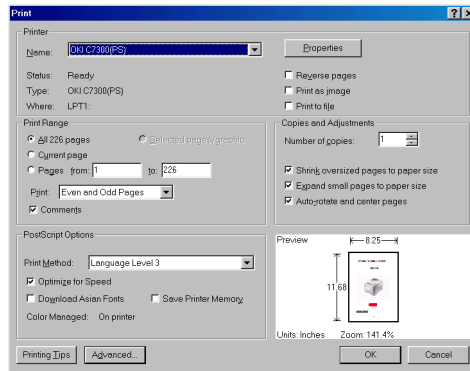 Print
Printer
Name: OKI C7300(PS)
Properties
Status: Ready
Type: OKI C7300(PS)
Where: LPT1:
Reverse pages
Print as image
Print to file
Print Range
All 226 pages
Selected pages/graphic
Current page
Pages from: 1 to: 226
Print: Even and Odd Pages
Comments
Copies and Adjustments
Number of copies: 1
Shrink oversized pages to paper size
Expand small pages to paper size
Auto-rotate and center pages
PostScript Options
Print Method: Language Level 3
Optimize for Speed
Download Asian Fonts
Save Printer Memory
Color Managed: On printer
Preview
8.25
11.68
Units: Inches Zoom: 141.4%
Printing Tips
Advanced...
OK
Cancel